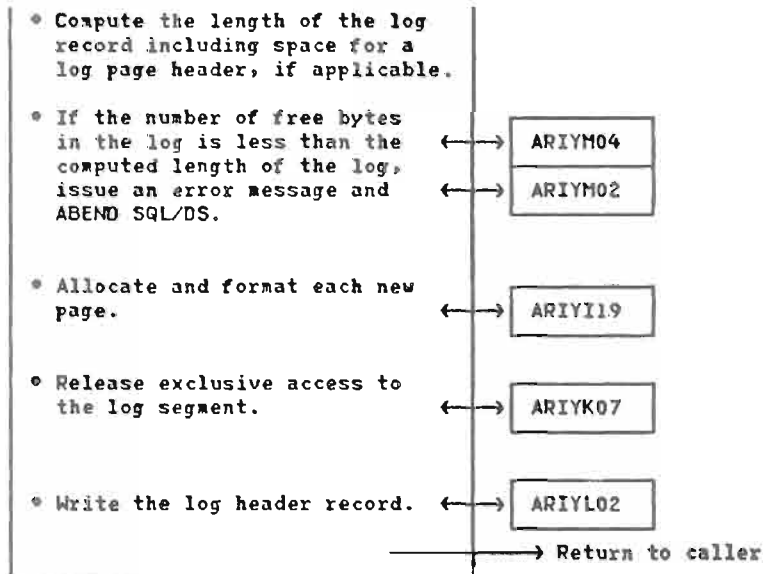 • Compute the length of the log
record including space for a
log page header, if applicable.
• If the number of free bytes
in the log is less than the
computed length of the log,
issue an error message and
ABEND SQL/DS.
ARIYM04
ARIYM02
• Allocate and format each new
page.
ARIYI19
• Release exclusive access to
the log segment.
ARIYK07
• Write the log header record.
ARIYL02
Return to caller